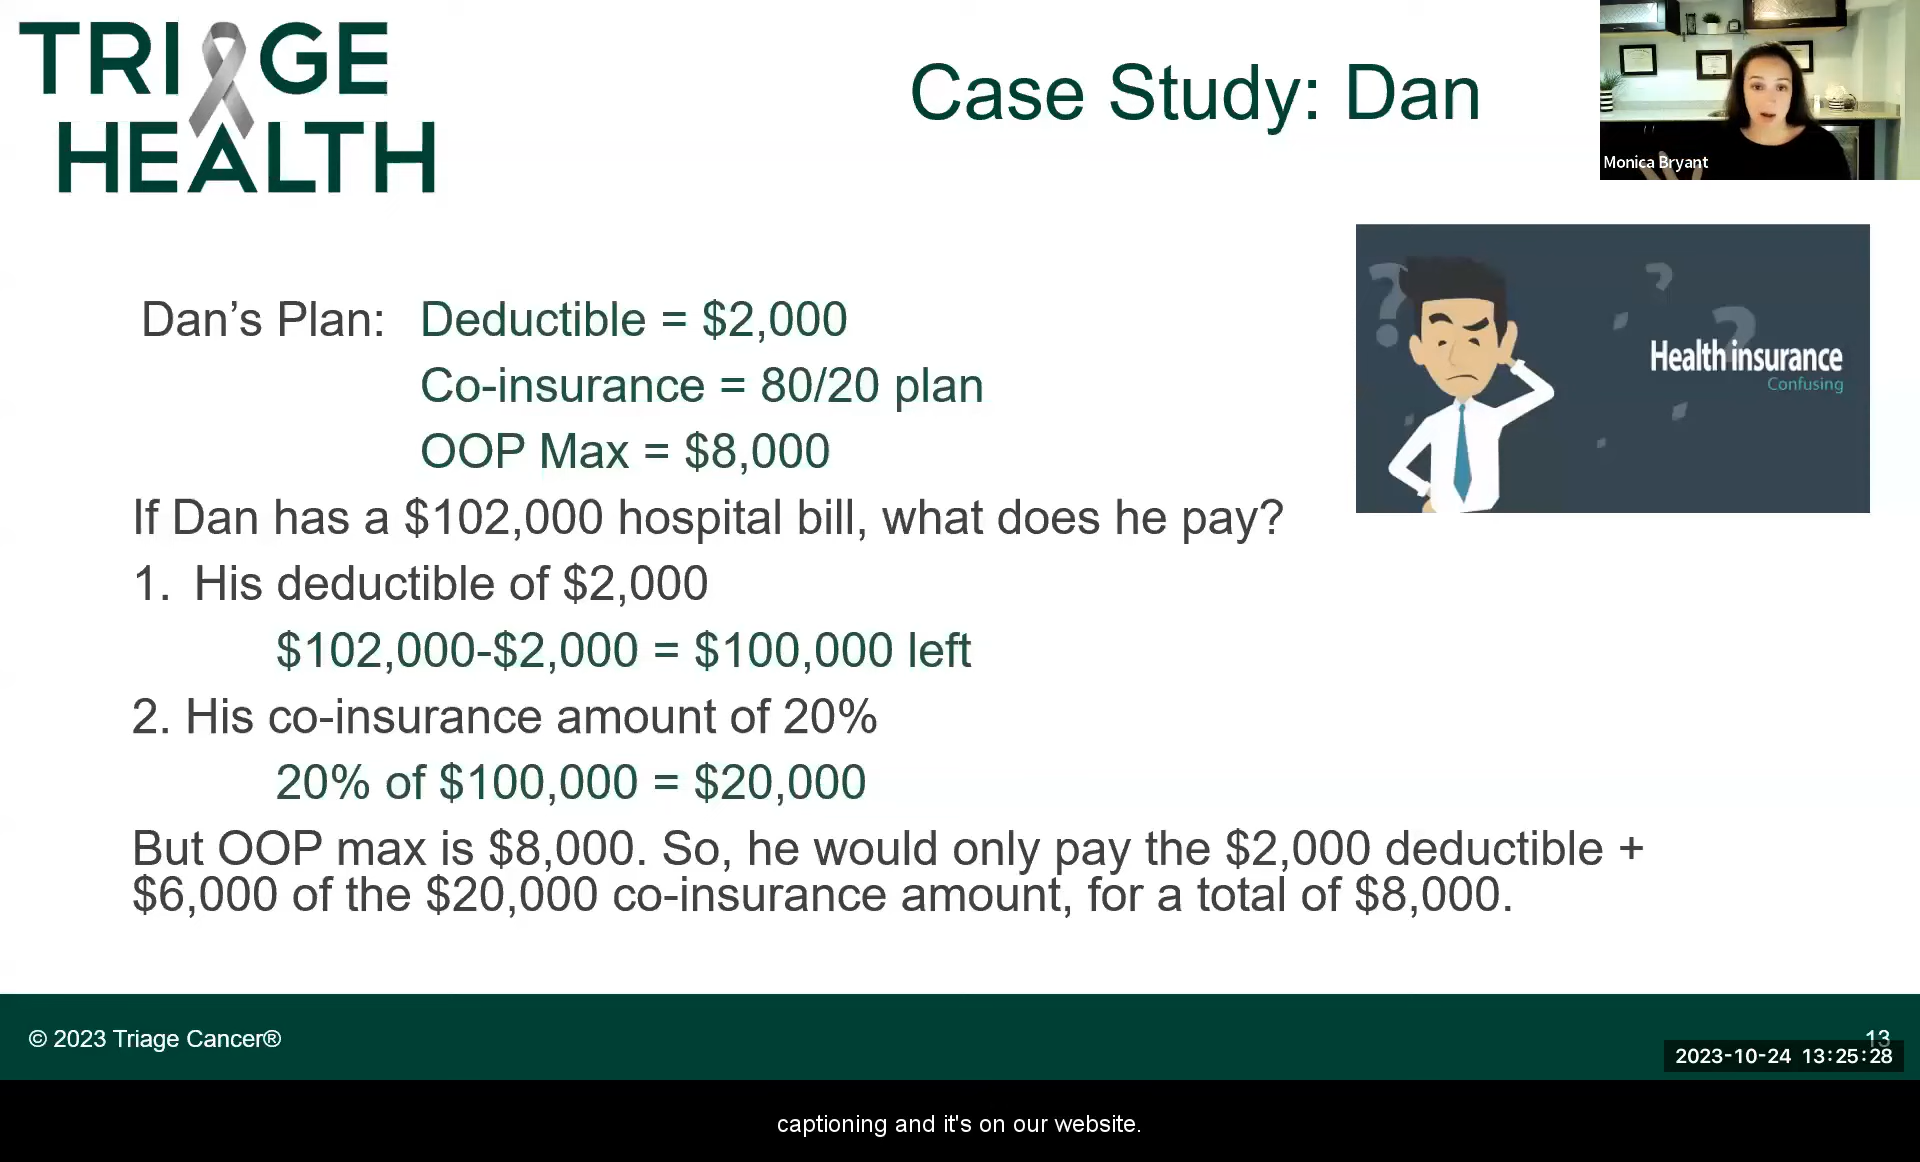 TRIAGE
HEALTH
Case Study: Dan
Monica Bryant
Health insurance
Confusing
Dan’s Plan: Deductible = $2,000
Co-insurance = 80/20 plan
OOP Max = $8,000
If Dan has a $102,000 hospital bill, what does he pay?
1. His deductible of $2,000
$102,000-$2,000 = $100,000 left
2. His co-insurance amount of 20%
20% of $100,000 = $20,000
But OOP max is $8,000. So, he would only pay the $2,000 deductible +
$6,000 of the $20,000 co-insurance amount, for a total of $8,000.
© 2023 Triage Cancer®
13
2023-10-24 13:25:28
captioning and it's on our website.